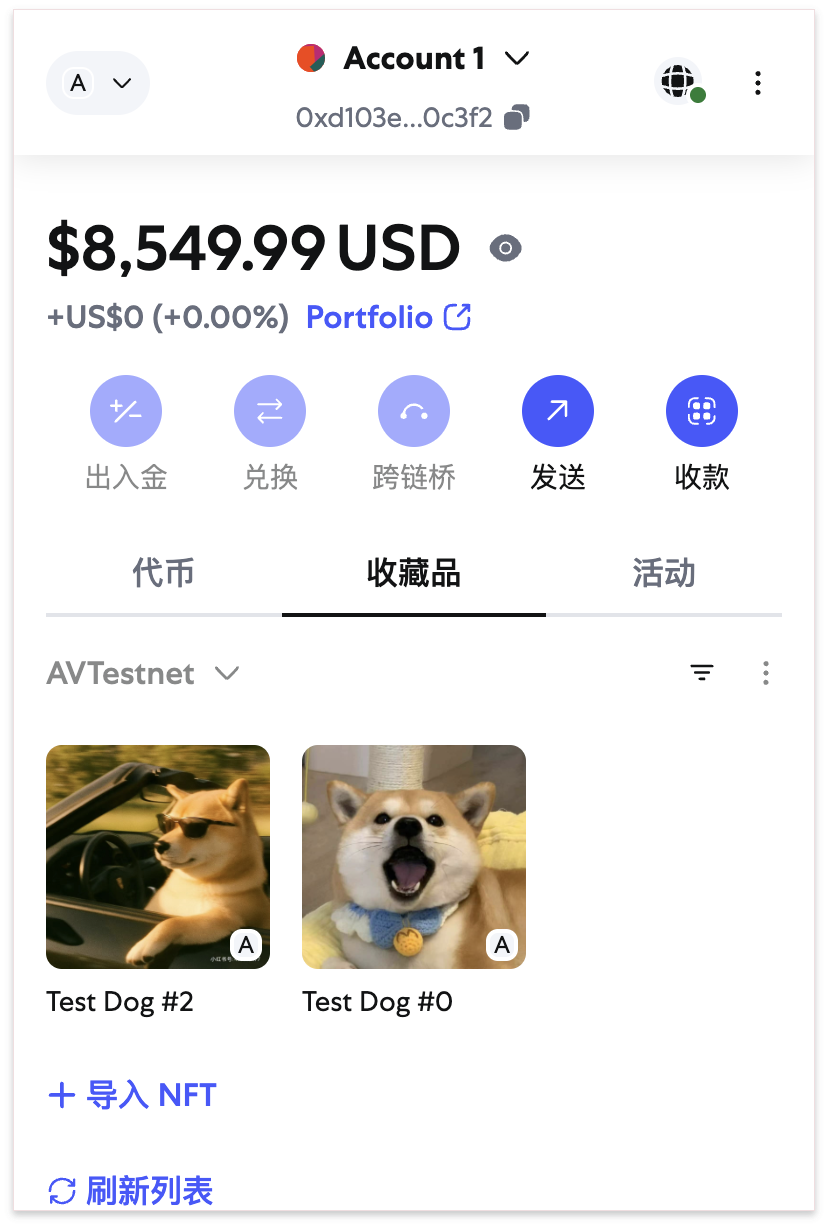 A
Account 1
0xd103e...0c3f2
$8,549.99 USD
+US$0 (+0.00%) Portfolio
出入金 兑换 跨链桥 发送 收款
代币 收藏品 活动
AVTestnet
A A
Test Dog #2 Test Dog #0
+ 导入 NFT
刷新列表